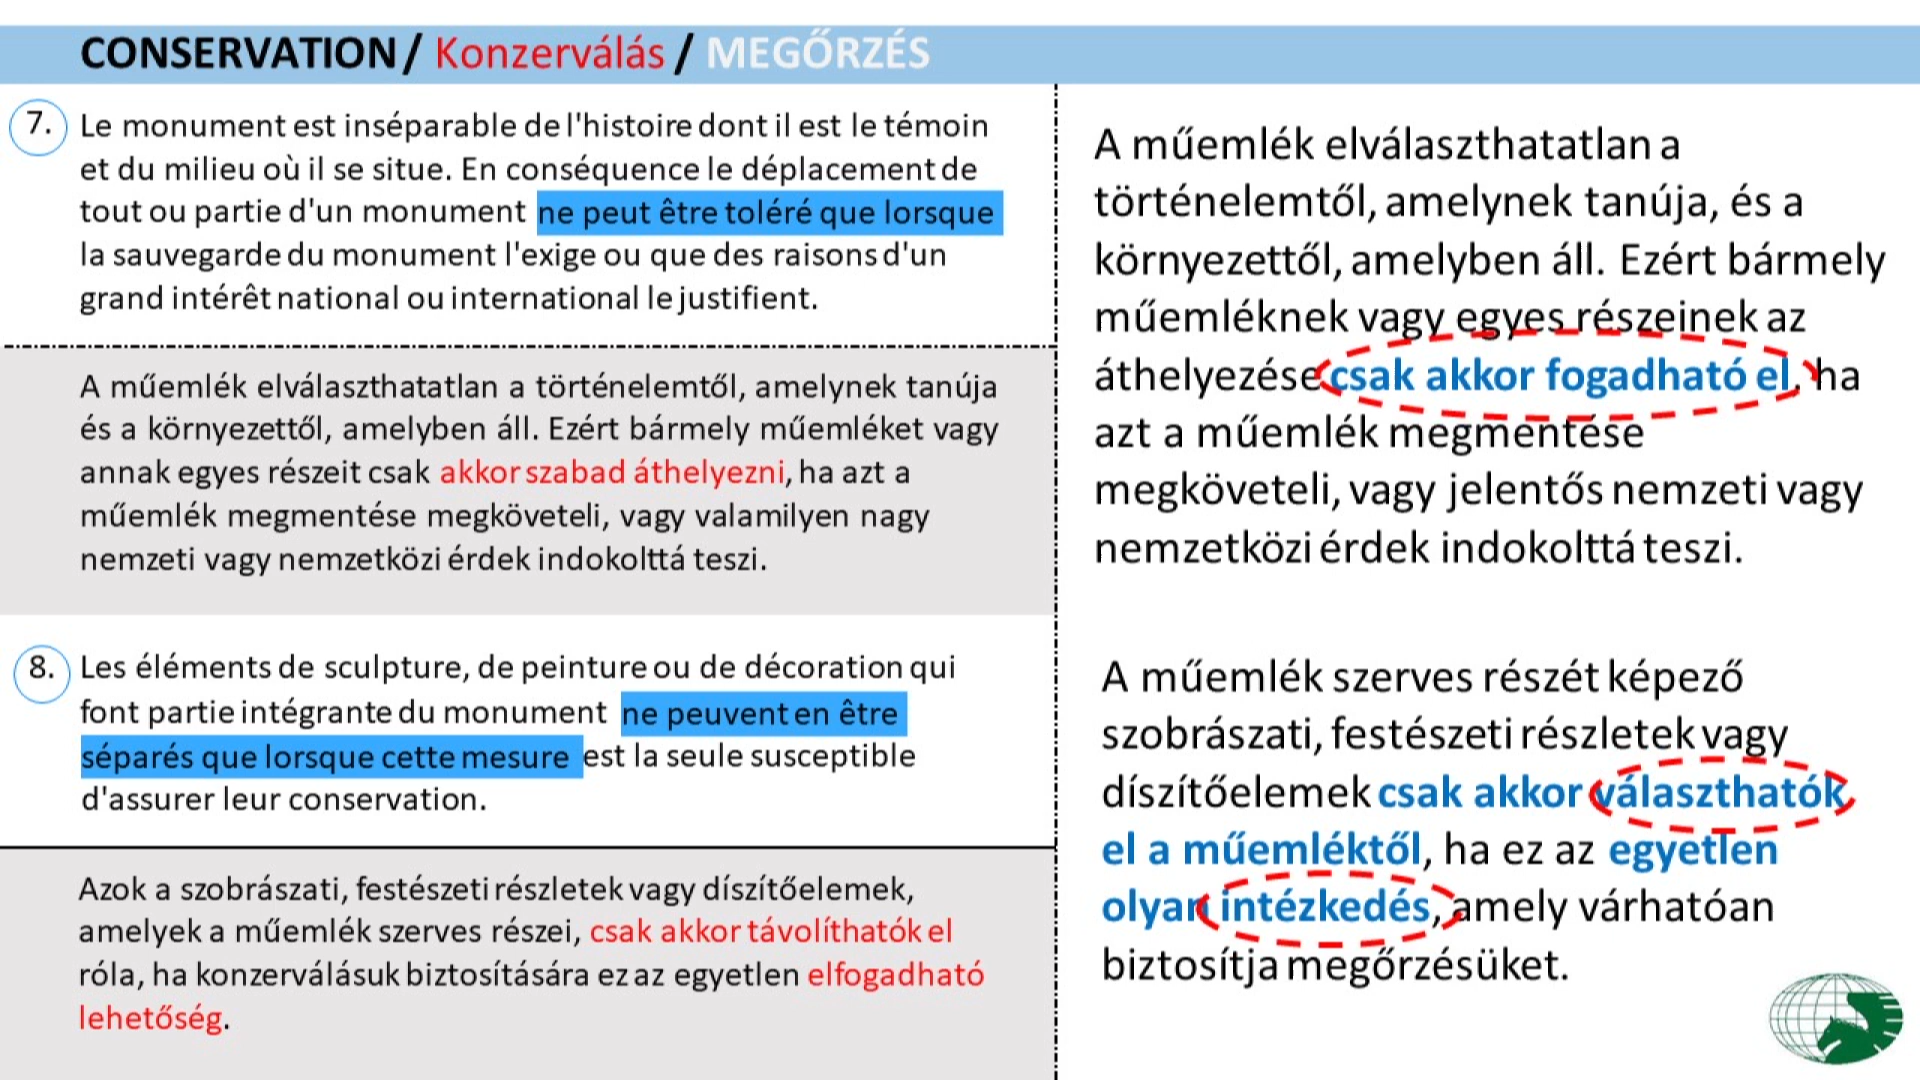 CONSERVATION / Konzerválás / MEGŐRZÉS
7.
Le monument est inséparable de l'histoire dont il est le témoin
et du milieu où il se situe. En conséquence le déplacement de
tout ou partie d'un monument ne peut être toléré que lorsque
la sauvegarde du monument l'exige ou que des raisons d'un
grand intérêt national ou international le justifient.
A műemlék elválaszthatatlan a történelemtől, amelynek tanúja
és a környezettől, amelyben áll. Ezért bármely műemléket vagy
annak egyes részeit csak akkor szabad áthelyezni, ha azt a
műemlék megmentése megköveteli, vagy valamilyen nagy
nemzeti vagy nemzetközi érdek indokolttá teszi.
8.
Les éléments de sculpture, de peinture ou de décoration qui
font partie intégrante du monument ne peuvent en être
séparés que lorsque cette mesure est la seule susceptible
d'assurer leur conservation.
Azok a szobrászati, festészeti részletek vagy díszítőelemek,
amelyek a műemlék szerves részei, csak akkor távolíthatók el
róla, ha konzerválásuk biztosítására ez az egyetlen elfogadható
lehetőség.
A műemlék elválaszthatatlan a
történelemtől, amelynek tanúja, és a
környezettől, amelyben áll. Ezért bármely
műemléknek vagy egyes részeinek az
áthelyezése csak akkor fogadható el, ha
azt a műemlék megmentése
megköveteli, vagy jelentős nemzeti vagy
nemzetközi érdek indokolttá teszi.
A műemlék szerves részét képező
szobrászati, festészeti részletek vagy
díszítőelemek csak akkor választhatók
el a műemléktől, ha ez az egyetlen
olyan intézkedés, amely várhatóan
biztosítja megőrzésüket.